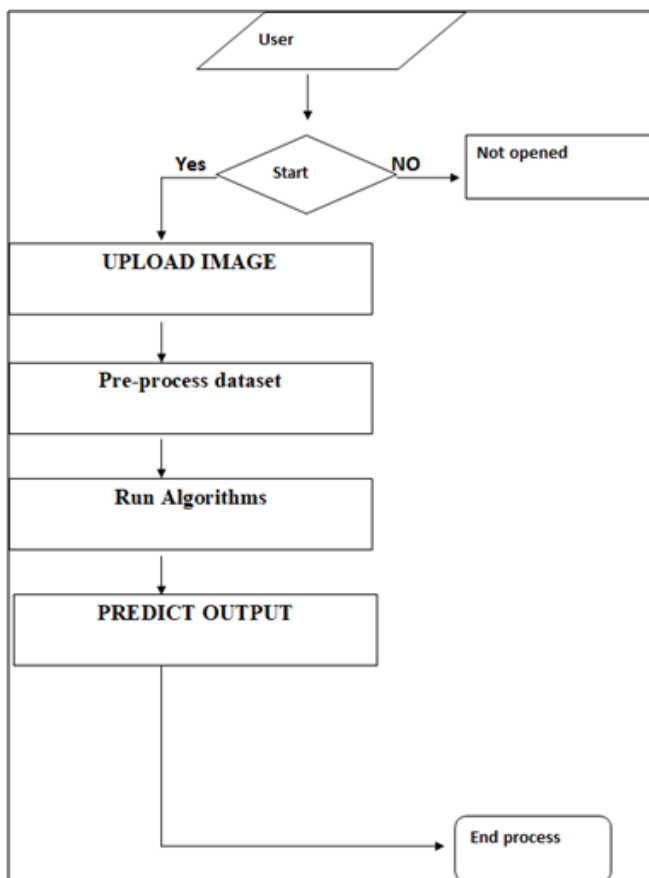 User
Yes
Start
NO
Not opened
UPLOAD IMAGE
Pre-process dataset
Run Algorithms
PREDICT OUTPUT
End process